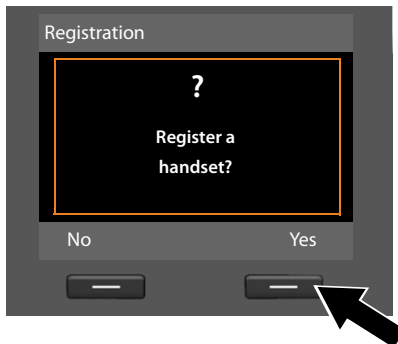 Registration
?
Register a
handset?
No Yes